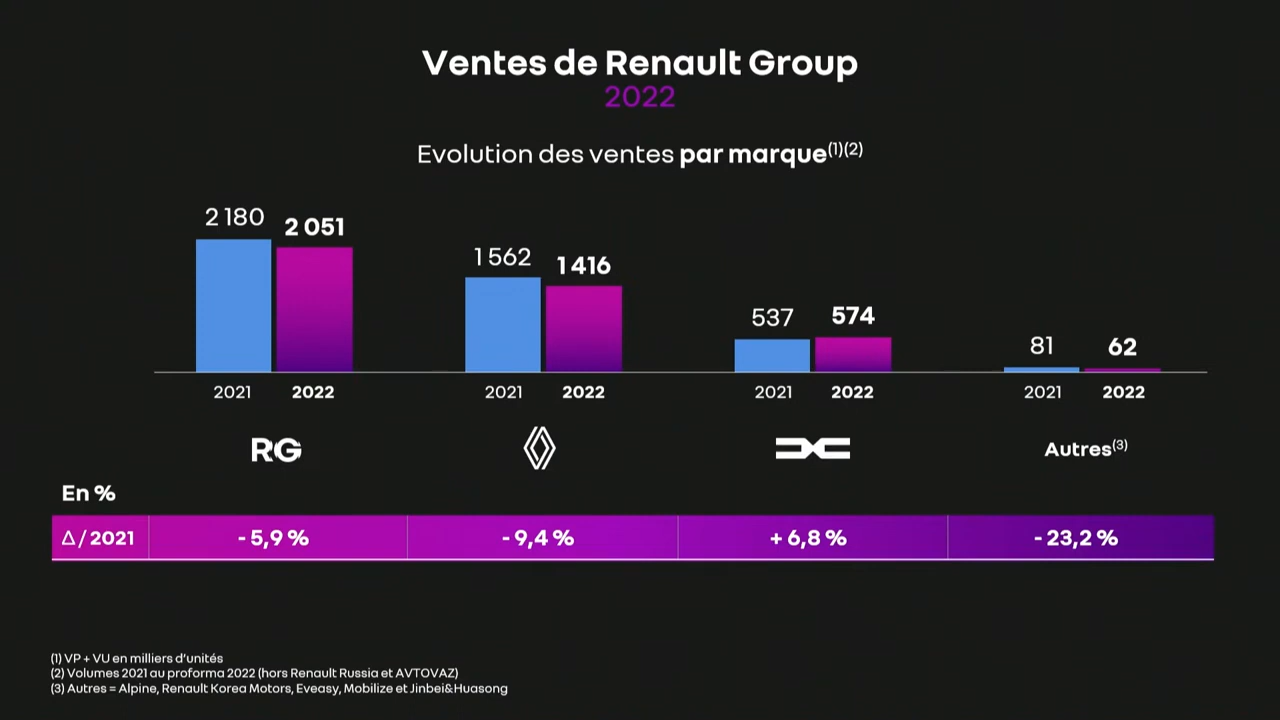 Ventes de Renault Group
2022
Evolution des ventes par marque(1)(2)
2 180 2 051 1 562 1 416 537 574 81 62
2021 2022 2021 2022 2021 2022 2021 2022
RG Autres(3)
En %
Δ / 2021 - 5,9 % - 9,4 % + 6,8 % - 23,2 %
(1) VP + VU en milliers d'unités
(2) Volumes 2021 au proforma 2022 (hors Renault Russia et AVTOVAZ)
(3) Autres = Alpine, Renault Korea Motors, Eveasy, Mobilize et Jinbei&Huasong